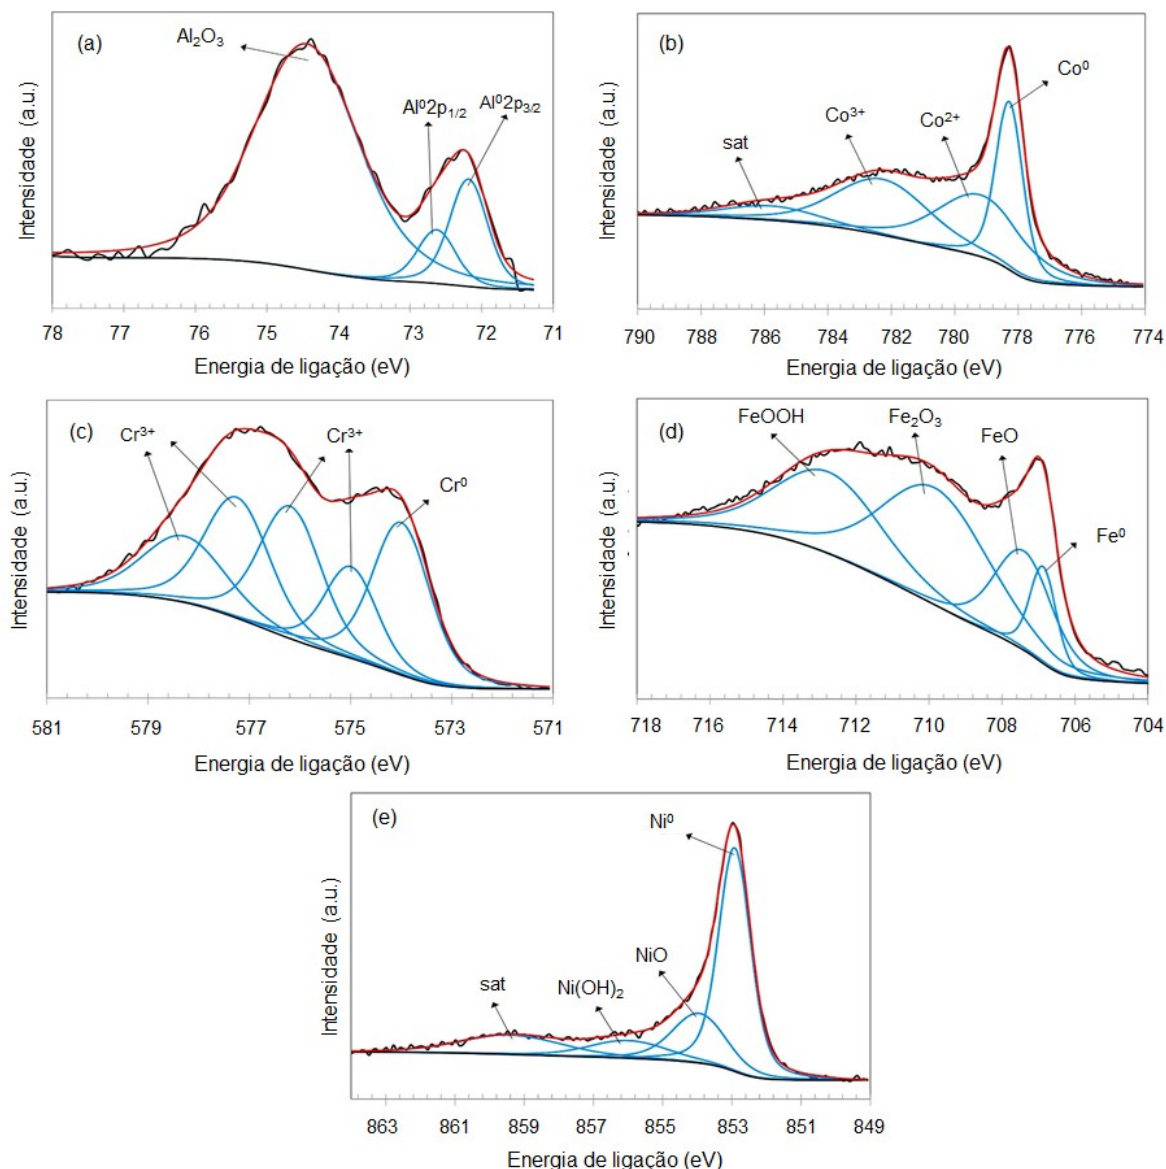 (a)
Al₂O₃
Al⁰2p₁/₂
Al⁰2p₃/₂
Intensidade (a.u.)
78 77 76 75 74 73 72 71
Energia de ligação (eV)
(b)
sat
Co³⁺
Co²⁺
Co⁰
Intensidade (a.u.)
790 788 786 784 782 780 778 776 774
Energia de ligação (eV)
(c)
Cr³⁺
Cr³⁺
Cr⁰
Intensidade (a.u.)
581 579 577 575 573 571
Energia de ligação (eV)
(d)
FeOOH
Fe₂O₃
FeO
Fe⁰
Intensidade (a.u.)
718 716 714 712 710 708 706 704
Energia de ligação (eV)
(e)
sat
Ni(OH)₂
NiO
Ni⁰
Intensidade (a.u.)
863 861 859 857 855 853 851 849
Energia de ligação (eV)